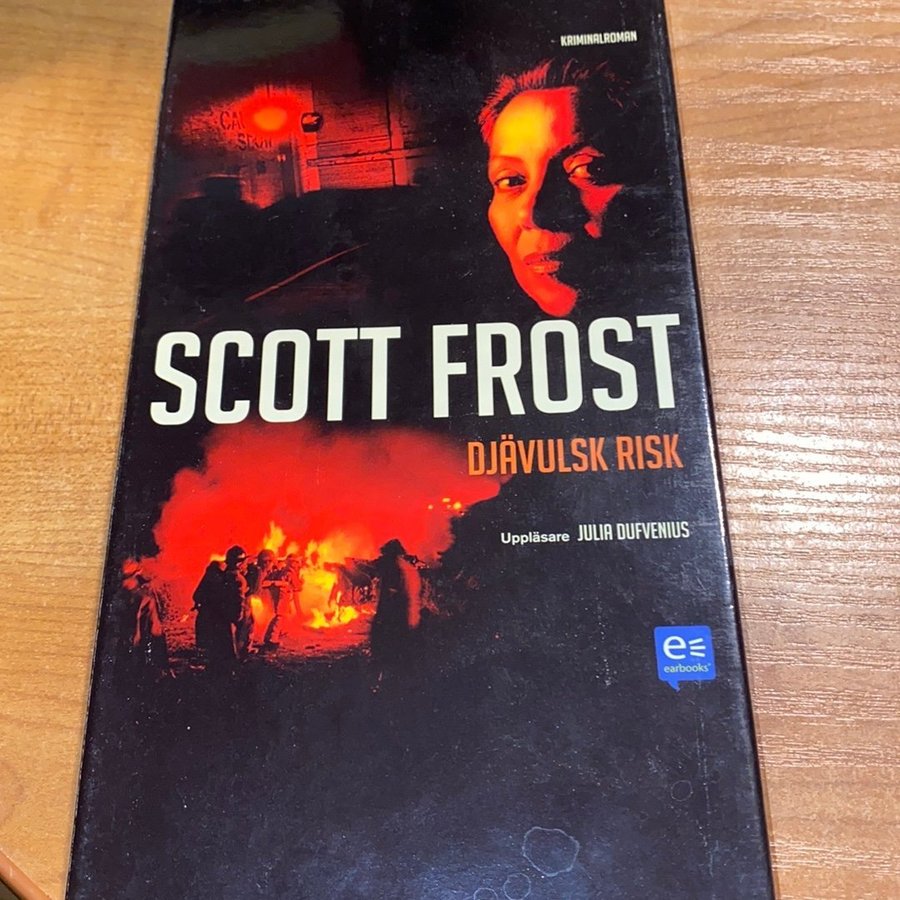 KRIMINALROMAN
SCOTT FROST
DJÄVULSK RISK
Uppläsare JULIA DUFVENIUS
e
earbooks